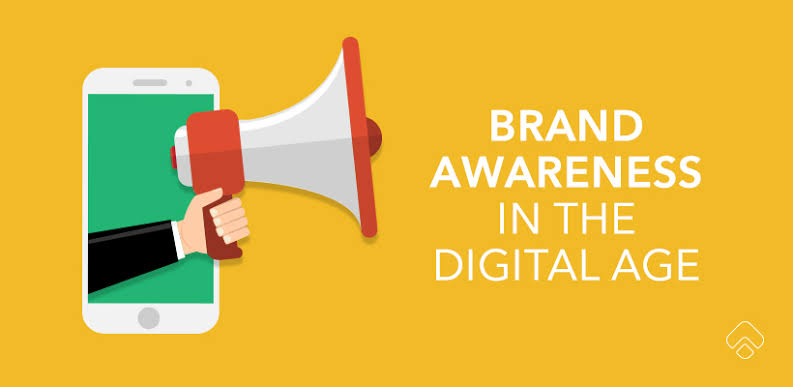 BRAND
AWARENESS
IN THE
DIGITAL AGE